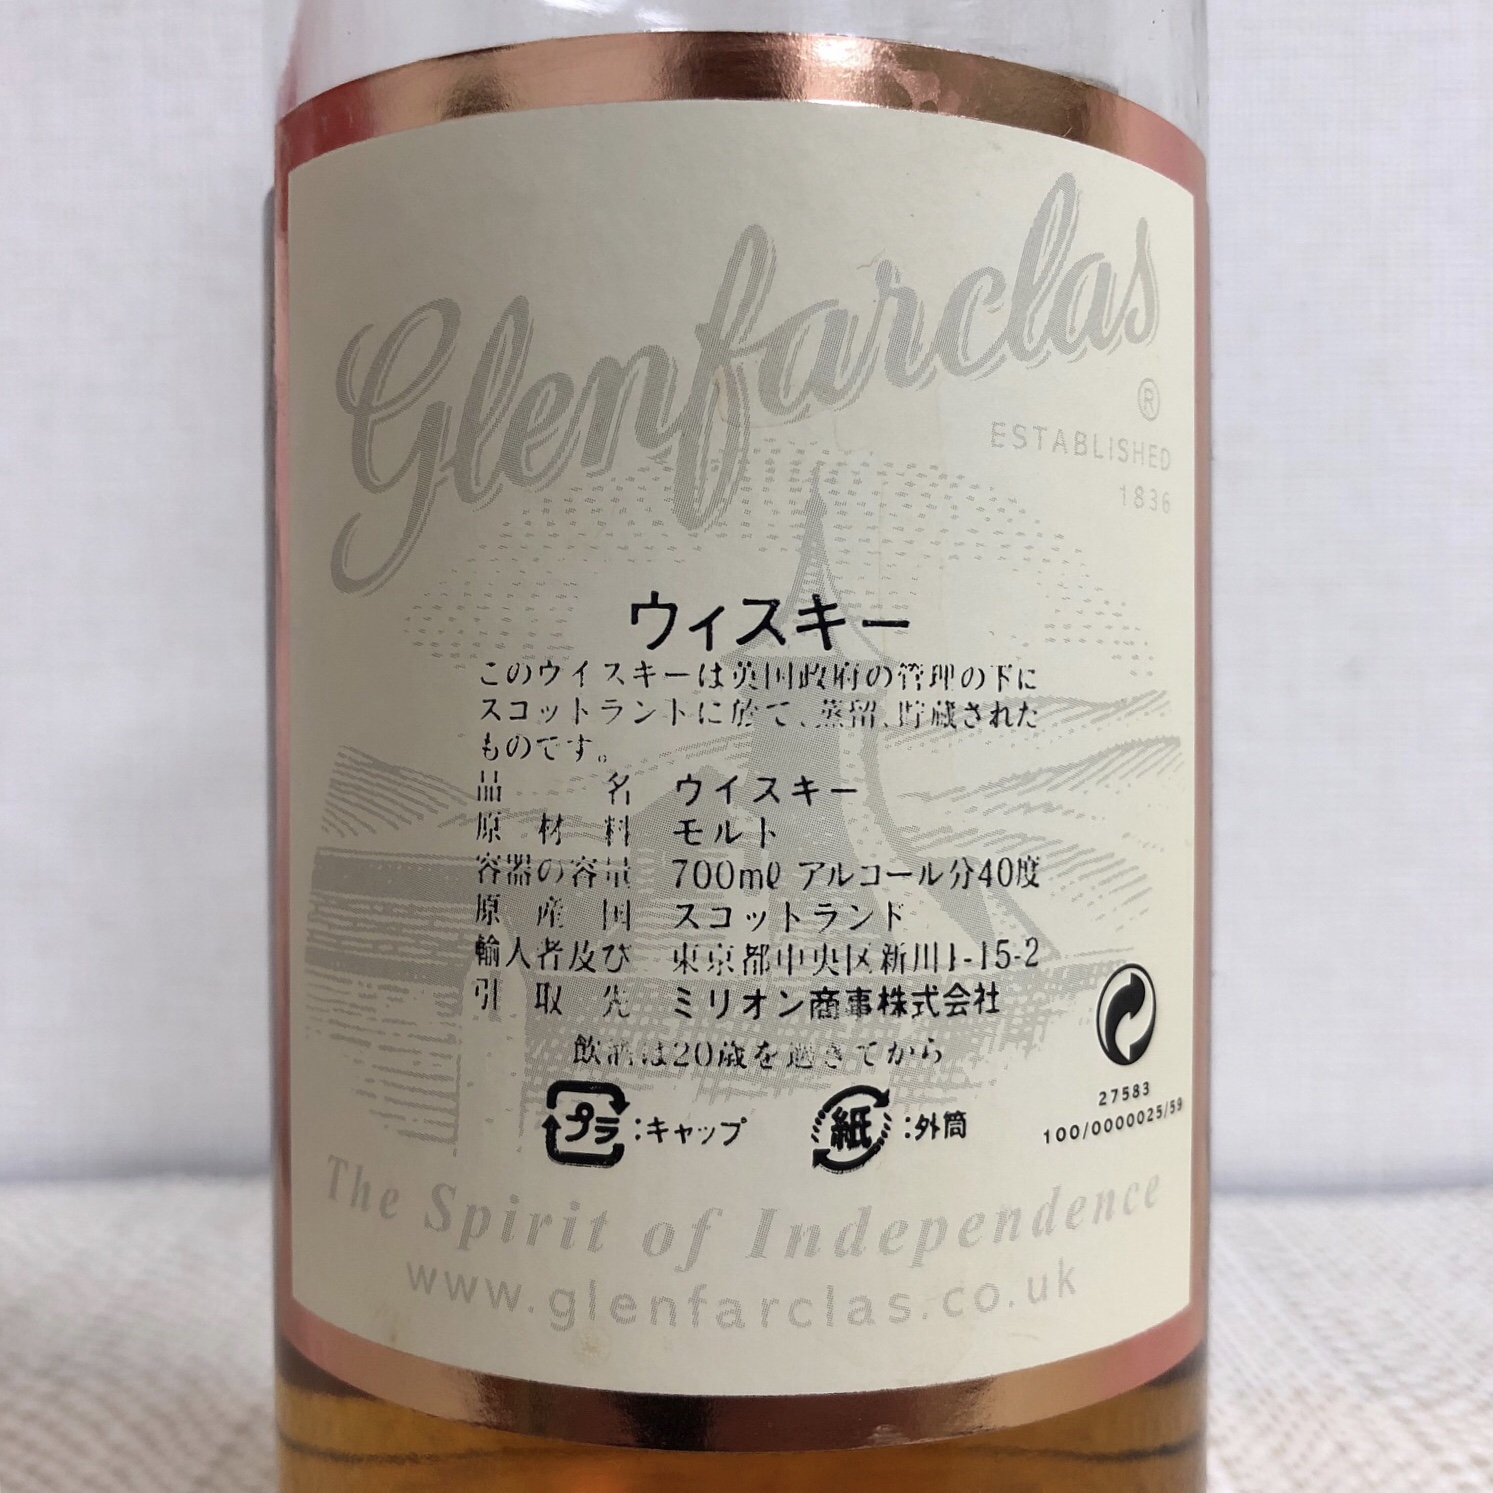 Glenfarclas
®
ESTABLISHED
1836
ウィスキー
このウイスキーは英国政府の管理の下に
スコットランドに於て、蒸留、貯蔵された
ものです。
品名 ウイスキー
原材料 モルト
容器の容量 700mℓ アルコール分40度
原産国 スコットランド
輸入者及び 東京都中央区新川1-15-2
引取先 ミリオン商事株式会社
飲酒は20歳を過ぎてから
プラ:キャップ 紙:外筒
27583
100/0000025/59
The Spirit of Independence
www.glenfarclas.co.uk